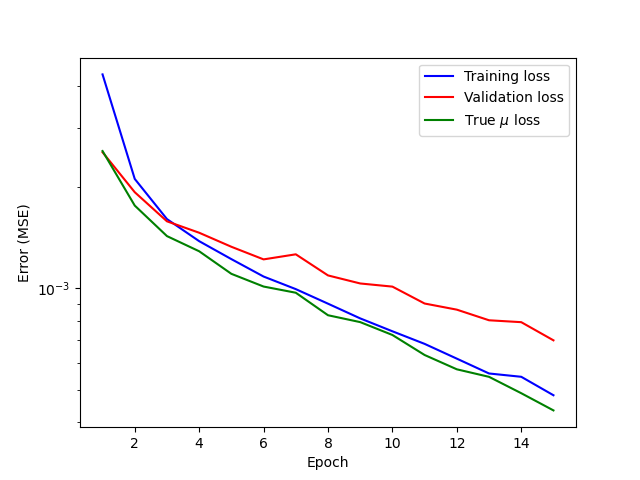 Training loss
Validation loss
True μ loss
Error (MSE)
10⁻³
2 4 6 8 10 12 14
Epoch